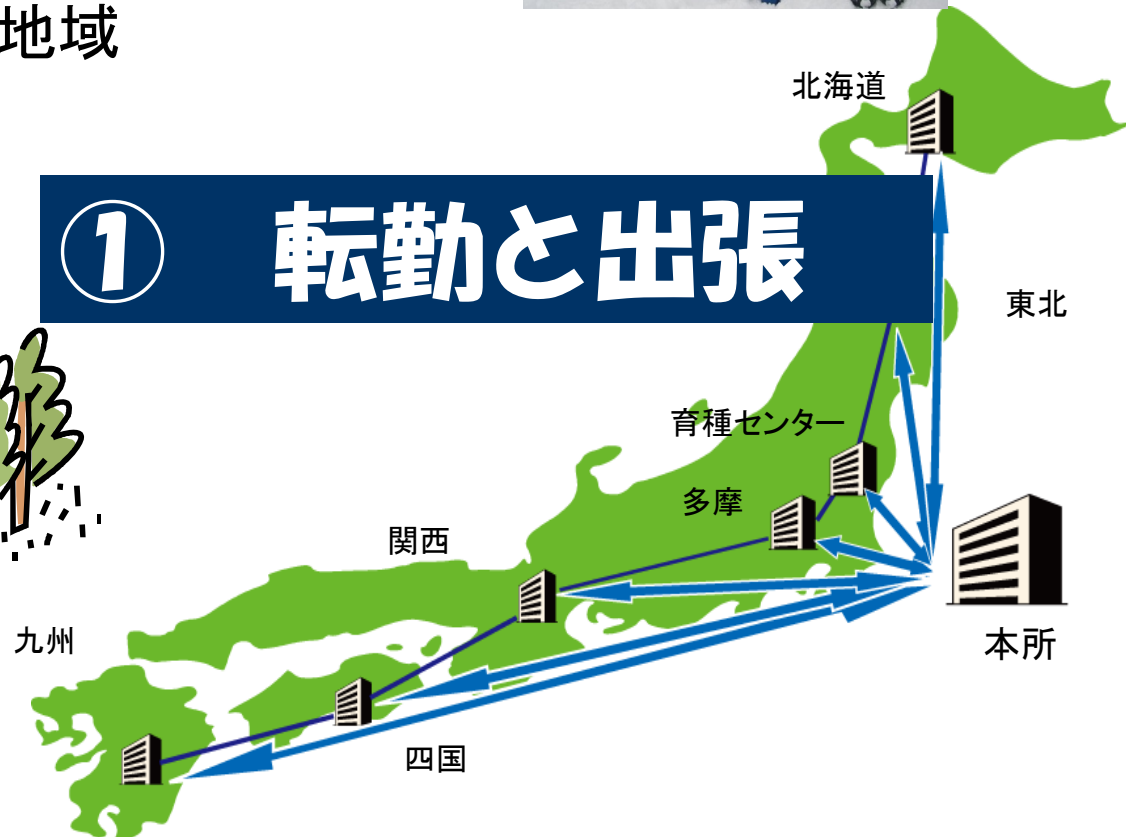 地域
北海道
① 転勤と出張
東北
育種センター
多摩
関西
九州
本所
四国